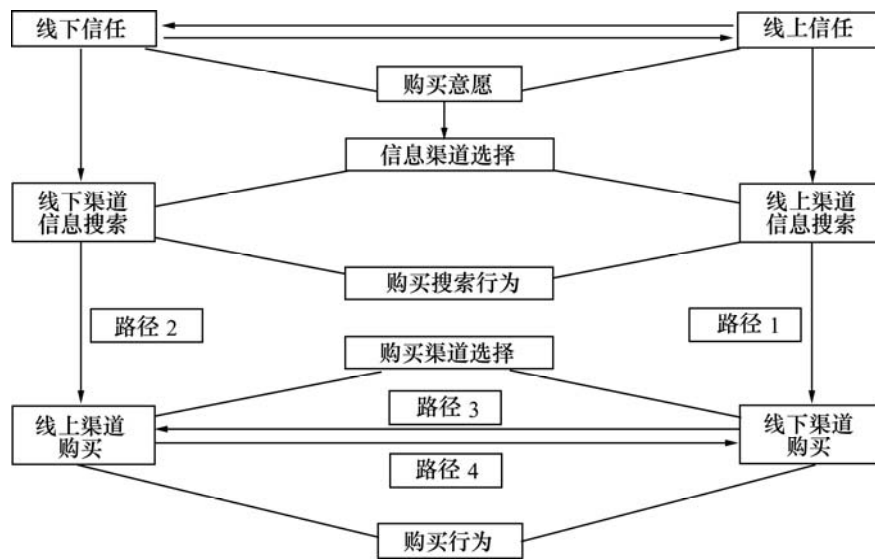 线下信任
线上信任
购买意愿
信息渠道选择
线下渠道
信息搜索
线上渠道
信息搜索
购买搜索行为
路径 2
路径 1
购买渠道选择
路径 3
线上渠道
购买
线下渠道
购买
路径 4
购买行为